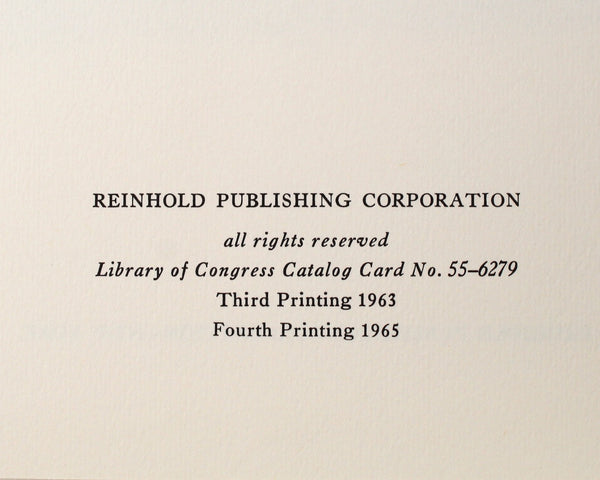 REINHOLD PUBLISHING CORPORATION
all rights reserved
Library of Congress Catalog Card No. 55–6279
Third Printing 1963
Fourth Printing 1965